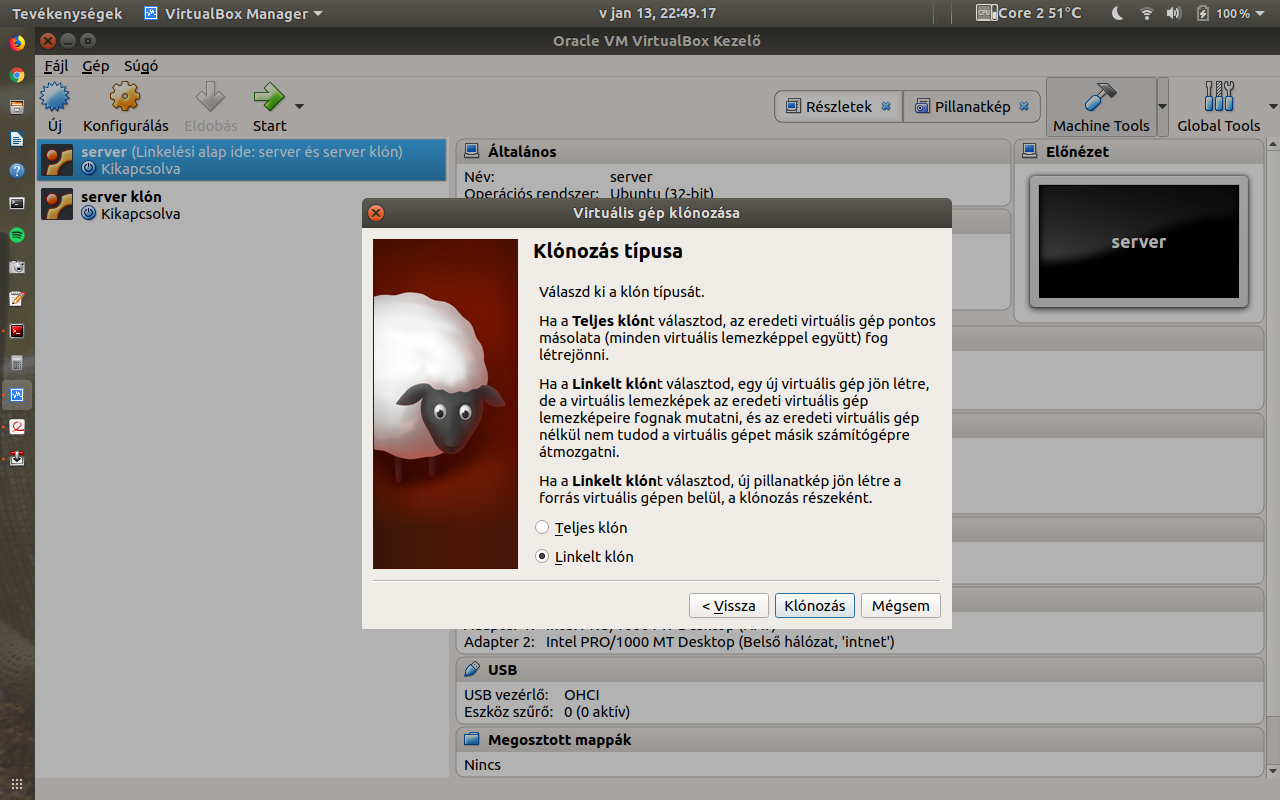 Tevékenységek
VirtualBox Manager
v jan 13, 22:49.17
CPU
Core 2 51°C
100 %
Oracle VM VirtualBox Kezelő
Fájl Gép Súgó
Új
Konfigurálás
Eldobás
Start
Részletek
Pillanatkép
Machine Tools
Global Tools
server (Linkelési alap ide: server és server klón)
Kikapcsolva
server klón
Kikapcsolva
Általános
Név: server
Operációs rendszer: Ubuntu (32-bit)
Előnézet
server
Virtuális gép klónozása
Klónozás típusa
Válaszd ki a klón típusát.
Ha a Teljes klónt választod, az eredeti virtuális gép pontos
másolata (minden virtuális lemezképpel együtt) fog
létrejönni.
Ha a Linkelt klónt választod, egy új virtuális gép jön létre,
de a virtuális lemezképek az eredeti virtuális gép
lemezképeire fognak mutatni, és az eredeti virtuális gép
nélkül nem tudod a virtuális gépet másik számítógépre
átmozgatni.
Ha a Linkelt klónt választod, új pillanatkép jön létre a
forrás virtuális gépen belül, a klónozás részeként.
Teljes klón
Linkelt klón
< Vissza
Klónozás
Mégsem
Adapter 2: Intel PRO/1000 MT Desktop (Belső hálózat, 'intnet')
USB
USB vezérlő: OHCI
Eszköz szűrő: 0 (0 aktív)
Megosztott mappák
Nincs